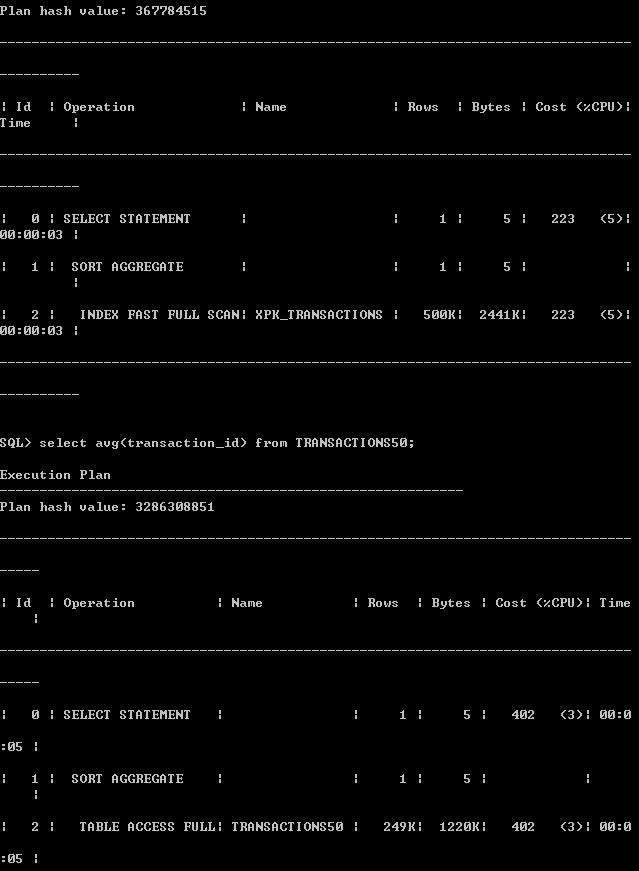 Plan hash value: 367784515
-------------------------------------------------------------------------------
----------
| Id  | Operation             | Name             | Rows  | Bytes | Cost (%CPU)|
Time     |
-------------------------------------------------------------------------------
----------
|   0 | SELECT STATEMENT      |                  |     1 |     5 |   223   (5)|
00:00:03 |
|   1 |  SORT AGGREGATE       |                  |     1 |     5 |            |
         |
|   2 |   INDEX FAST FULL SCAN| XPK_TRANSACTIONS |   500K|  2441K|   223   (5)|
00:00:03 |
-------------------------------------------------------------------------------
----------
SQL> select avg(transaction_id) from TRANSACTIONS50;
Execution Plan
----------------------------------------------------------
Plan hash value: 3286308851
-------------------------------------------------------------------------------
-----
| Id  | Operation          | Name           | Rows  | Bytes | Cost (%CPU)| Time
    |
-------------------------------------------------------------------------------
-----
|   0 | SELECT STATEMENT   |                |     1 |     5 |   402   (3)| 00:0
:05 |
|   1 |  SORT AGGREGATE    |                |     1 |     5 |            |
    |
|   2 |   TABLE ACCESS FULL| TRANSACTIONS50 |   249K|  1220K|   402   (3)| 00:0
:05 |